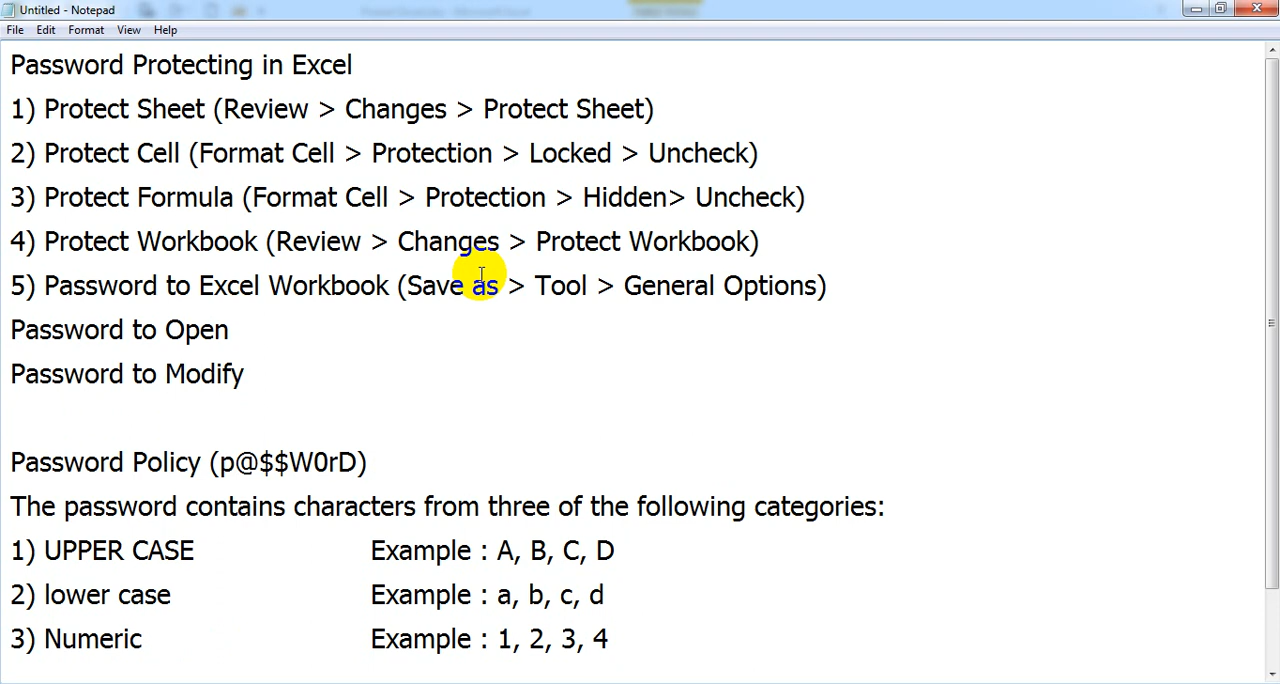 Untitled - Notepad
File Edit Format View Help
Password Protecting in Excel
1) Protect Sheet (Review > Changes > Protect Sheet)
2) Protect Cell (Format Cell > Protection > Locked > Uncheck)
3) Protect Formula (Format Cell > Protection > Hidden> Uncheck)
4) Protect Workbook (Review > Changes > Protect Workbook)
5) Password to Excel Workbook (Save as > Tool > General Options)
Password to Open
Password to Modify
Password Policy (p@$$W0rD)
The password contains characters from three of the following categories:
1) UPPER CASE Example : A, B, C, D
2) lower case Example : a, b, c, d
3) Numeric Example : 1, 2, 3, 4